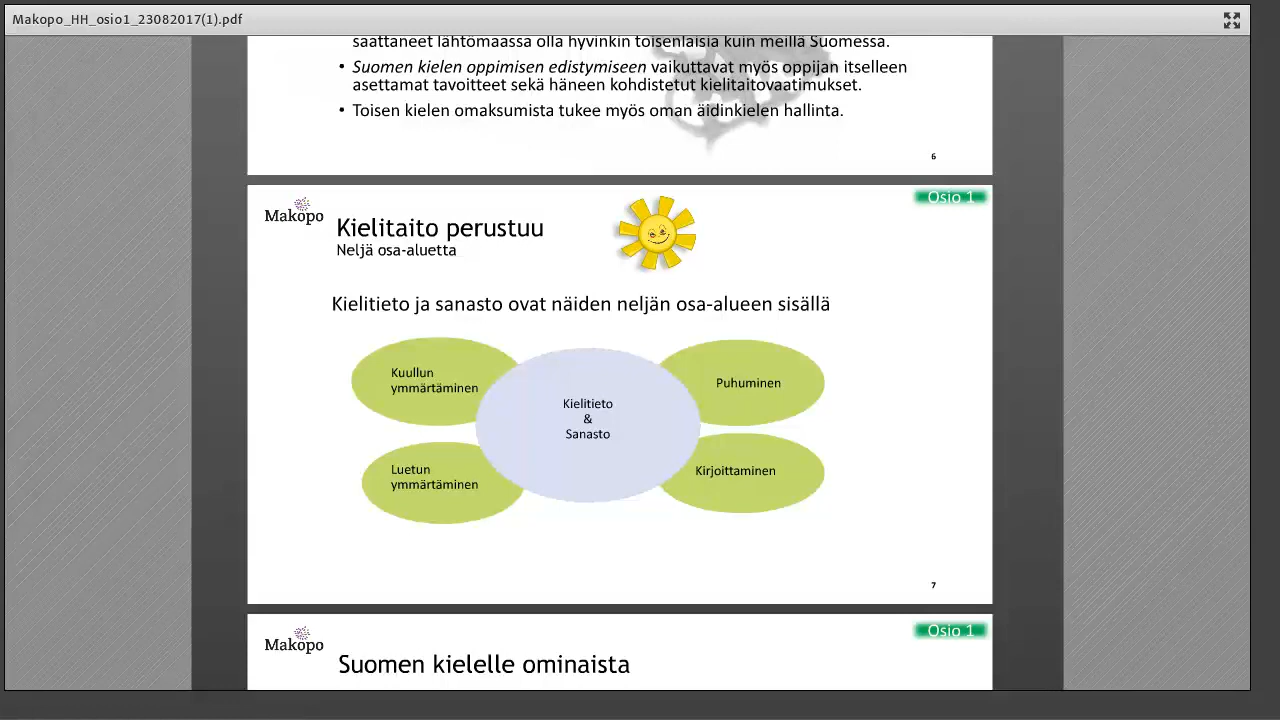 Makopo_HH_osio1_23082017(1).pdf
saattaneet lähtömaassa olla hyvinkin toisenlaisia kuin meillä Suomessa.
• Suomen kielen oppimisen edistymiseen vaikuttavat myös oppijan itselleen
asettamat tavoitteet sekä häneen kohdistetut kielitaitovaatimukset.
• Toisen kielen omaksumista tukee myös oman äidinkielen hallinta.
6
Osio 1
Makopo
Kielitaito perustuu
Neljä osa-aluetta
Kielitieto ja sanasto ovat näiden neljän osa-alueen sisällä
Kuullun
ymmärtäminen
Puhuminen
Kielitieto
&
Sanasto
Luetun
ymmärtäminen
Kirjoittaminen
7
Osio 1
Makopo
Suomen kielelle ominaista